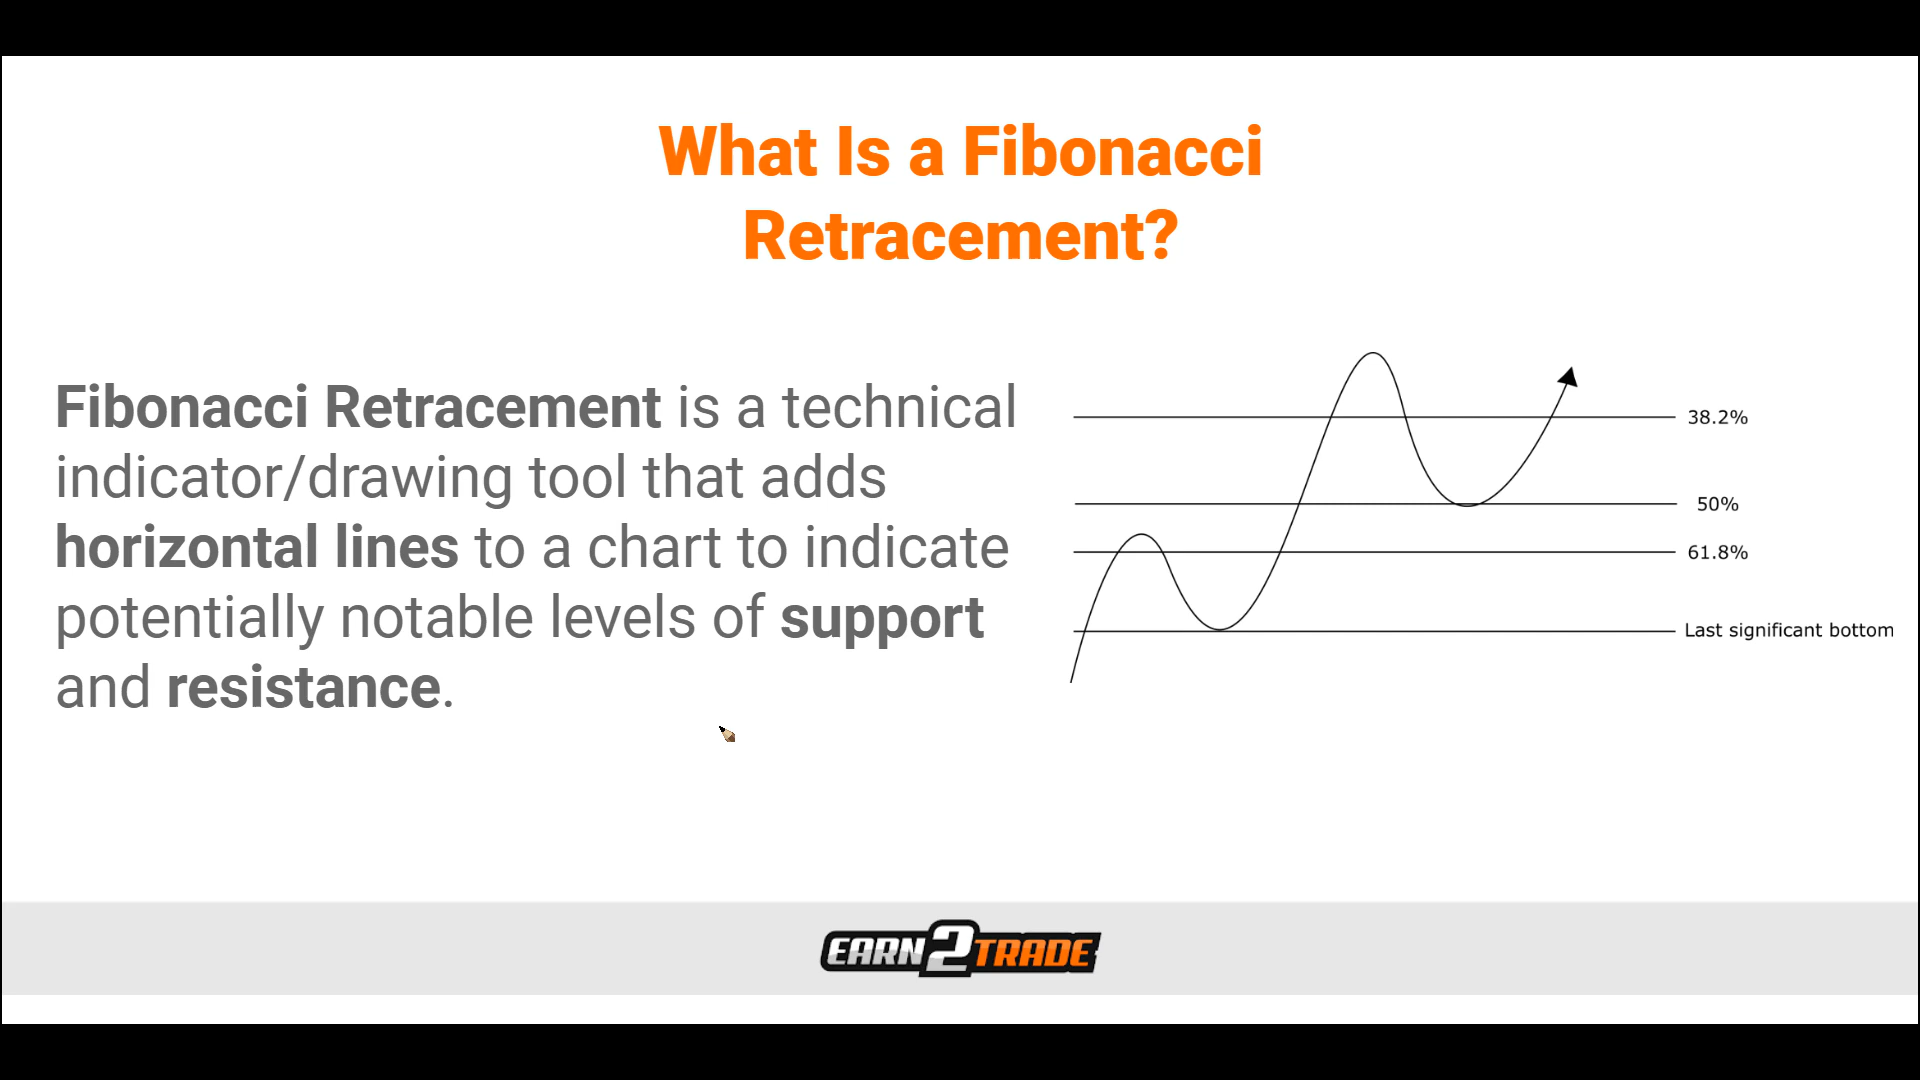 What Is a Fibonacci
Retracement?
Fibonacci Retracement is a technical
indicator/drawing tool that adds
horizontal lines to a chart to indicate
potentially notable levels of support
and resistance.
38.2%
50%
61.8%
Last significant bottom
EARN2TRADE